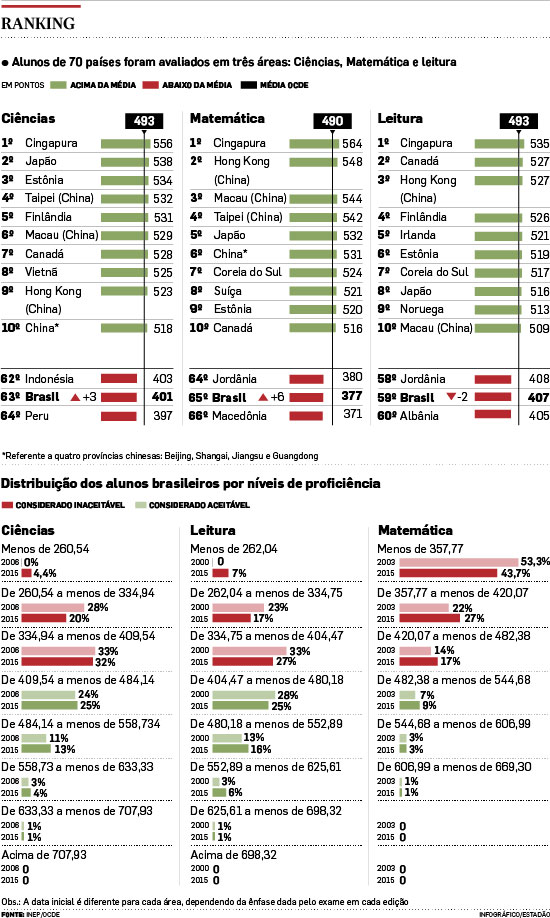 RANKING
● Alunos de 70 países foram avaliados em três áreas: Ciências, Matemática e leitura
EM PONTOS ACIMA DA MÉDIA ABAIXO DA MÉDIA MÉDIA OCDE
Ciências 493
1º Cingapura 556
2º Japão 538
3º Estônia 534
4º Taipei (China) 532
5º Finlândia 531
6º Macau (China) 529
7º Canadá 528
8º Vietnã 525
9º Hong Kong 523
(China)
10º China* 518
62º Indonésia 403
63º Brasil ▲ +3 401
64º Peru 397
Matemática 490
1º Cingapura 564
2º Hong Kong 548
(China)
3º Macau (China) 544
4º Taipei (China) 542
5º Japão 532
6º China* 531
7º Coreia do Sul 524
8º Suíça 521
9º Estônia 520
10º Canadá 516
64º Jordânia 380
65º Brasil ▲ +6 377
66º Macedônia 371
Leitura 493
1º Cingapura 535
2º Canadá 527
3º Hong Kong 527
(China)
4º Finlândia 526
5º Irlanda 521
6º Estônia 519
7º Coreia do Sul 517
8º Japão 516
9º Noruega 513
10º Macau (China) 509
58º Jordânia 408
59º Brasil ▼ -2 407
60º Albânia 405
*Referente a quatro províncias chinesas: Beijing, Shangai, Jiangsu e Guangdong
Distribuição dos alunos brasileiros por níveis de proficiência
CONSIDERADO INACEITÁVEL CONSIDERADO ACEITÁVEL
Ciências
Menos de 260,54
2006 0%
2015 4,4%
De 260,54 a menos de 334,94
2006 28%
2015 20%
De 334,94 a menos de 409,54
2006 33%
2015 32%
De 409,54 a menos de 484,14
2006 24%
2015 25%
De 484,14 a menos de 558,734
2006 11%
2015 13%
De 558,73 a menos de 633,33
2006 3%
2015 4%
De 633,33 a menos de 707,93
2006 1%
2015 1%
Acima de 707,93
2006 0
2015 0
Leitura
Menos de 262,04
2000 0
2015 7%
De 262,04 a menos de 334,75
2000 23%
2015 17%
De 334,75 a menos de 404,47
2000 33%
2015 27%
De 404,47 a menos de 480,18
2000 28%
2015 25%
De 480,18 a menos de 552,89
2000 13%
2015 16%
De 552,89 a menos de 625,61
2000 3%
2015 6%
De 625,61 a menos de 698,32
2000 1%
2015 1%
Acima de 698,32
2000 0
2015 0
Matemática
Menos de 357,77
2003 53,3%
2015 43,7%
De 357,77 a menos de 420,07
2003 22%
2015 27%
De 420,07 a menos de 482,38
2003 14%
2015 17%
De 482,38 a menos de 544,68
2003 7%
2015 9%
De 544,68 a menos de 606,99
2003 3%
2015 3%
De 606,99 a menos de 669,30
2003 1%
2015 1%
2003 0
2015 0
2003 0
2015 0
Obs.: A data inicial é diferente para cada área, dependendo da ênfase dada pelo exame em cada edição
FONTE: INEP/OCDE INFOGRÁFICO/ESTADÃO